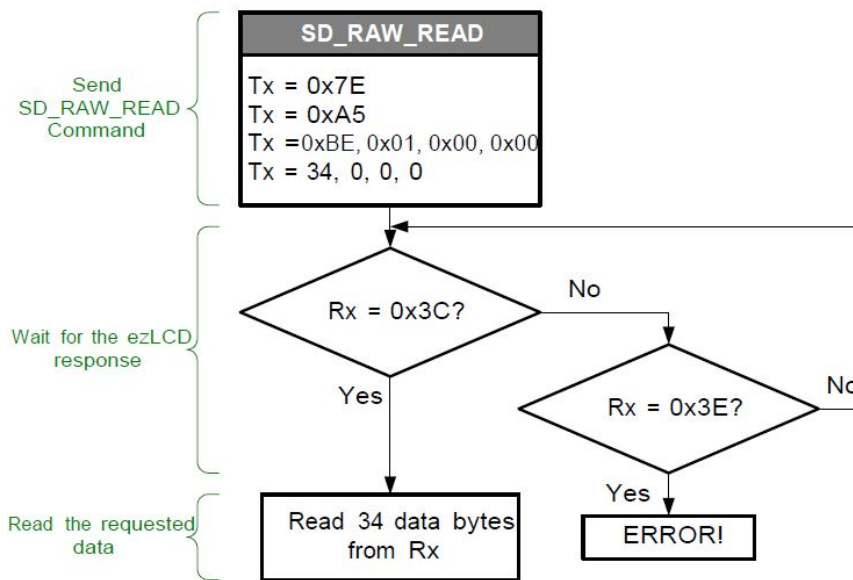 SD_RAW_READ
Send
SD_RAW_READ
Command
Tx = 0x7E
Tx = 0xA5
Tx =0xBE, 0x01, 0x00, 0x00
Tx = 34, 0, 0, 0
Wait for the ezLCD
response
Rx = 0x3C?
No
Yes
Rx = 0x3E?
No
Yes
Read the requested
data
Read 34 data bytes
from Rx
ERROR!